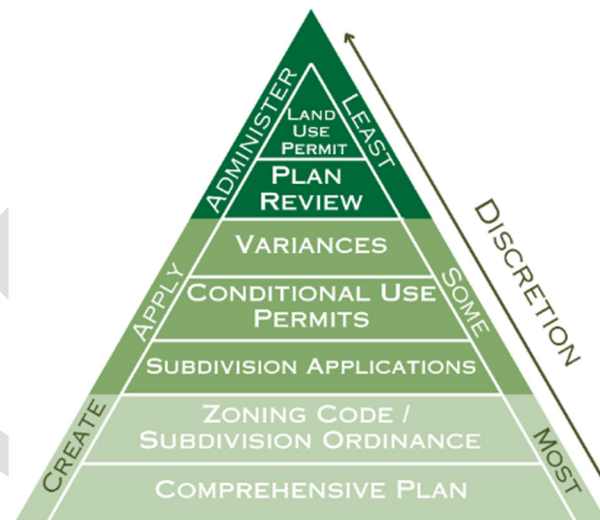 ADMINISTER
LEAST
LAND
USE
PERMIT
PLAN
REVIEW
DISCRETION
APPLY
SOME
VARIANCES
CONDITIONAL USE
PERMITS
SUBDIVISION APPLICATIONS
CREATE
MOST
ZONING CODE /
SUBDIVISION ORDINANCE
COMPREHENSIVE PLAN